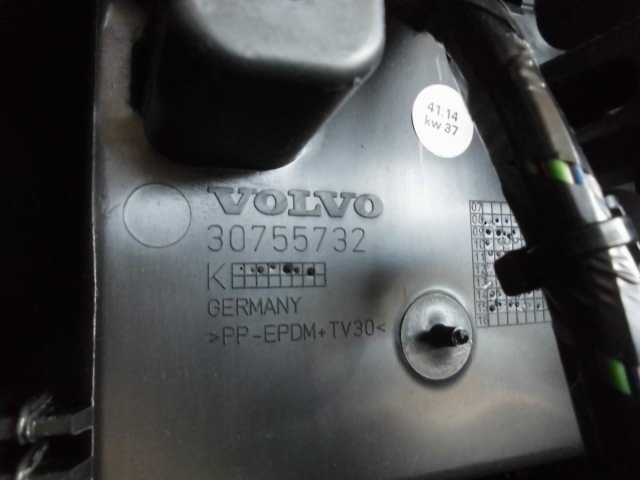 41.14
kw 37
VOLVO
30755732
K
GERMANY
>PP-EPDM+TV30<